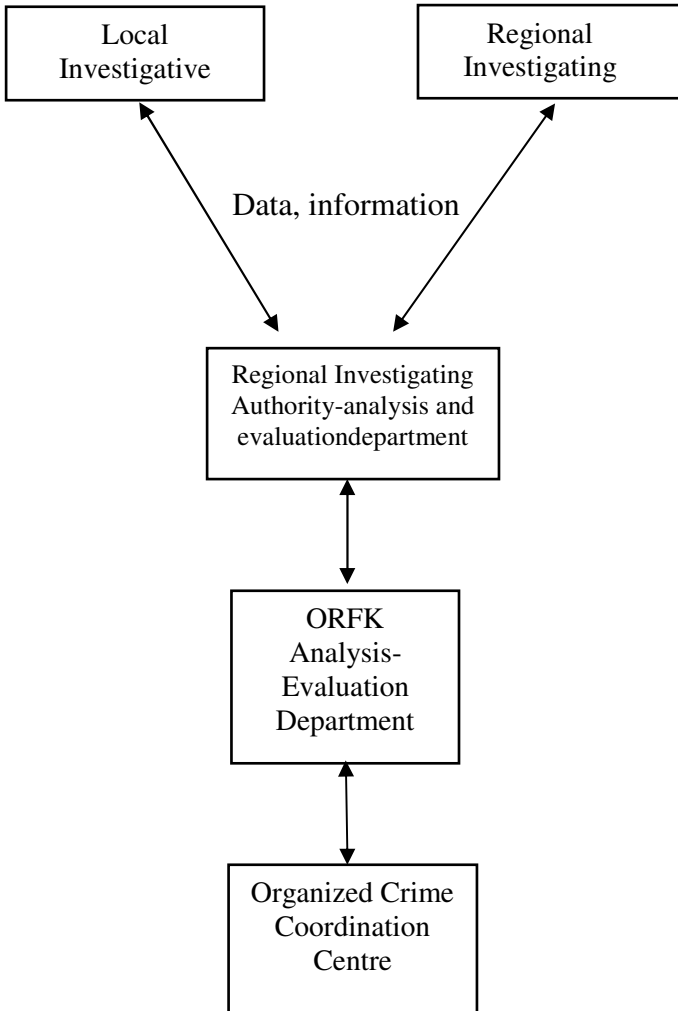 Local
Investigative
Regional
Investigating
Data, information
Regional Investigating
Authority-analysis and
evaluationdepartment
ORFK
Analysis-
Evaluation
Department
Organized Crime
Coordination
Centre